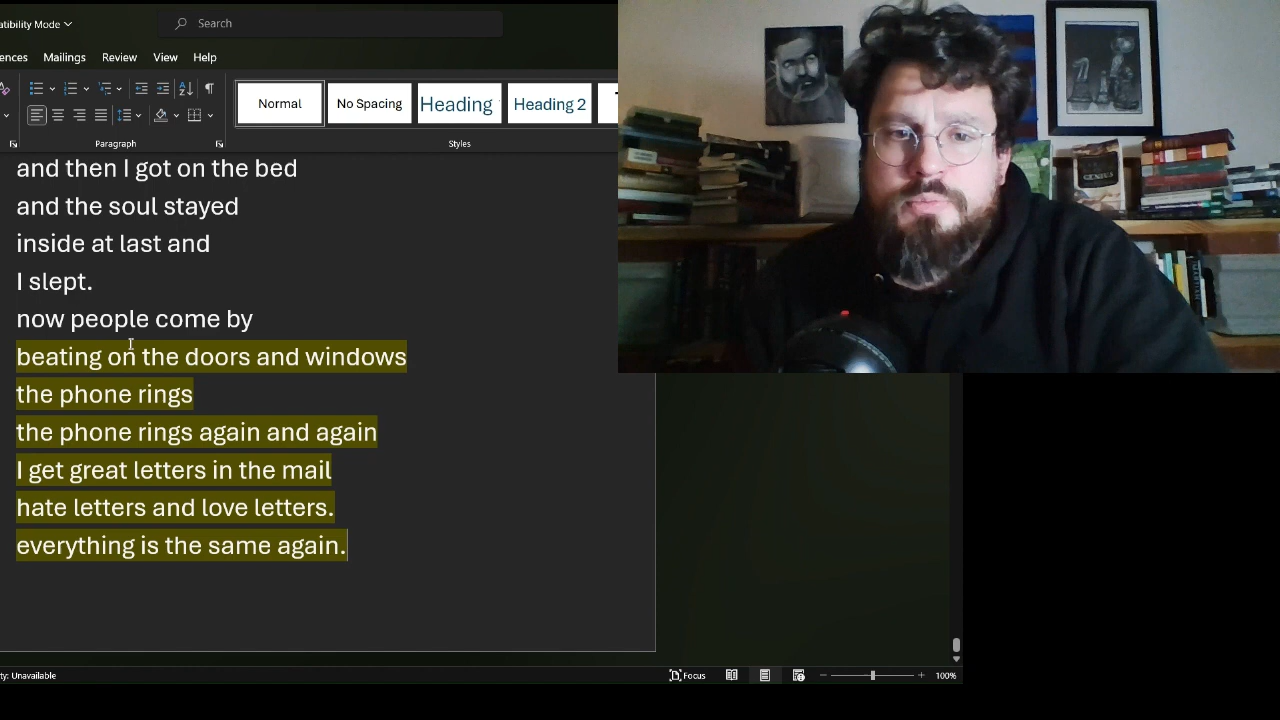 atibility Mode
Search
ences Mailings Review View Help
Normal
No Spacing
Heading
Heading 2
Paragraph
Styles
and then I got on the bed
and the soul stayed
inside at last and
I slept.
now people come by
beating on the doors and windows
the phone rings
the phone rings again and again
I get great letters in the mail
hate letters and love letters.
everything is the same again.
GENIUS
ty: Unavailable
Focus
100%